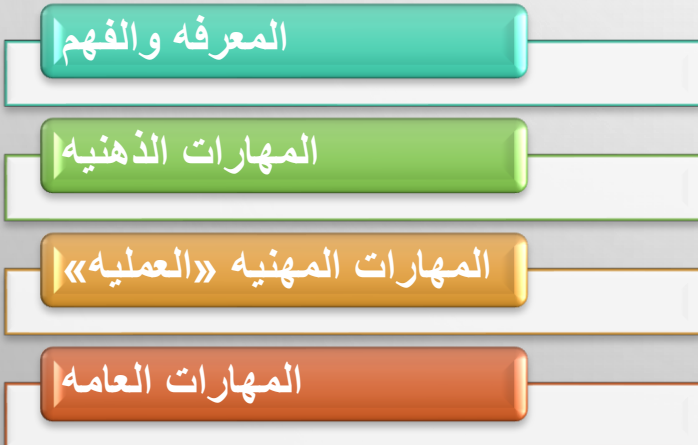 المعرفه والفهم
المهارات الذهنيه
المهارات المهنيه «العمليه»
المهارات العامه